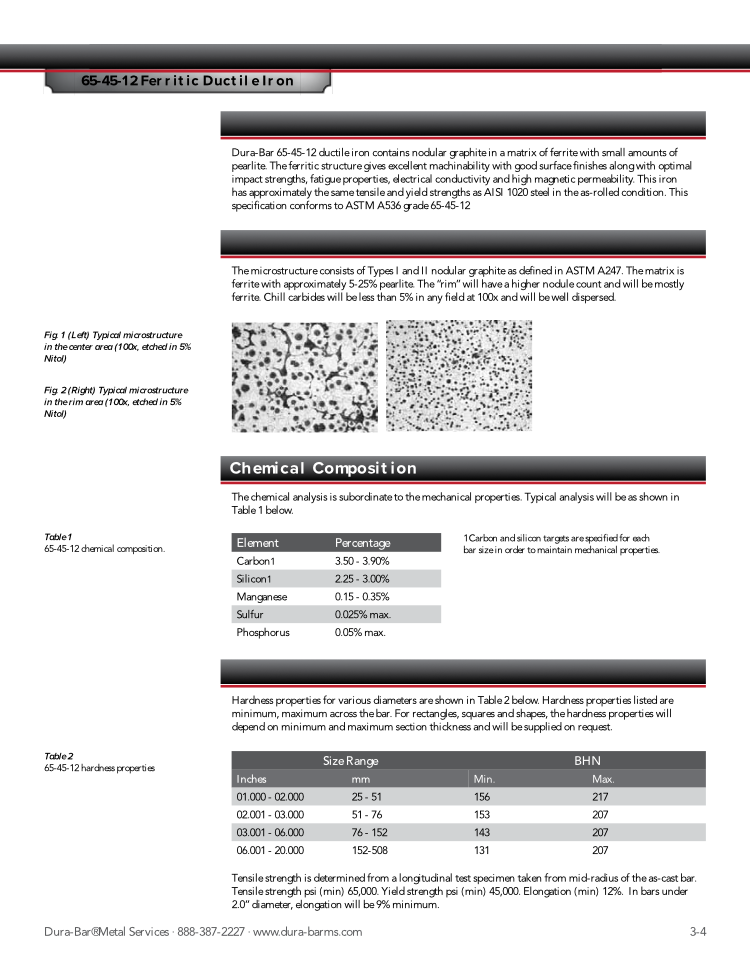 65-45-12 Ferritic Ductile Iron
Dura-Bar 65-45-12 ductile iron contains nodular graphite in a matrix of ferrite with small amounts of
pearlite. The ferritic structure gives excellent machinability with good surface finishes along with optimal
impact strengths, fatigue properties, electrical conductivity and high magnetic permeability. This iron
has approximately the same tensile and yield strengths as AISI 1020 steel in the as-rolled condition. This
specification conforms to ASTM A536 grade 65-45-12
The microstructure consists of Types I and II nodular graphite as defined in ASTM A247. The matrix is
ferrite with approximately 5-25% pearlite. The "rim" will have a higher nodule count and will be mostly
ferrite. Chill carbides will be less than 5% in any field at 100x and will be well dispersed.
Fig. 1 (Left) Typical microstructure
in the center area (100x, etched in 5%
Nitol)
Fig. 2 (Right) Typical microstructure
in the rim area (100x, etched in 5%
Nitol)
Chemical Composition
The chemical analysis is subordinate to the mechanical properties. Typical analysis will be as shown in
Table 1 below.
Table 1
65-45-12 chemical composition.
Element Percentage
Carbon1 3.50 - 3.90%
Silicon1 2.25 - 3.00%
Manganese 0.15 - 0.35%
Sulfur 0.025% max.
Phosphorus 0.05% max.
1Carbon and silicon targets are specified for each
bar size in order to maintain mechanical properties.
Hardness properties for various diameters are shown in Table 2 below. Hardness properties listed are
minimum, maximum across the bar. For rectangles, squares and shapes, the hardness properties will
depend on minimum and maximum section thickness and will be supplied on request.
Table 2
65-45-12 hardness properties
Size Range BHN
Inches mm Min. Max.
01.000 - 02.000 25 - 51 156 217
02.001 - 03.000 51 - 76 153 207
03.001 - 06.000 76 - 152 143 207
06.001 - 20.000 152-508 131 207
Tensile strength is determined from a longitudinal test specimen taken from mid-radius of the as-cast bar.
Tensile strength psi (min) 65,000. Yield strength psi (min) 45,000. Elongation (min) 12%. In bars under
2.0" diameter, elongation will be 9% minimum.
Dura-Bar®Metal Services · 888-387-2227 · www.dura-barms.com 3-4